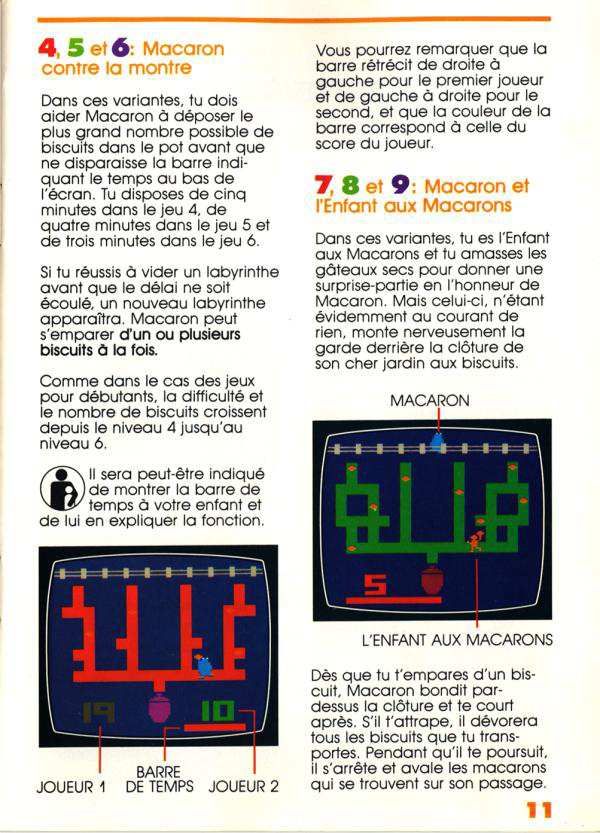 4, 5 et 6: Macaron
contre la montre
Dans ces variantes, tu dois
aider Macaron à déposer le
plus grand nombre possible de
biscuits dans le pot avant que
ne disparaisse la barre indi-
quant le temps au bas de
l'écran. Tu disposes de cinq
minutes dans le jeu 4, de
quatre minutes dans le jeu 5 et
de trois minutes dans le jeu 6.
Si tu réussis à vider un labyrinthe
avant que le délai ne soit
écoulé, un nouveau labyrinthe
apparaîtra. Macaron peut
s'emparer d'un ou plusieurs
biscuits à la fois.
Comme dans le cas des jeux
pour débutants, la difficulté et
le nombre de biscuits croissent
depuis le niveau 4 jusqu'au
niveau 6.
Il sera peut-être indiqué
de montrer la barre de
temps à votre enfant et
de lui en expliquer la fonction.
19
10
JOUEUR 1
BARRE
DE TEMPS
JOUEUR 2
Vous pourrez remarquer que la
barre rétrécit de droite à
gauche pour le premier joueur
et de gauche à droite pour le
second, et que la couleur de la
barre correspond à celle du
score du joueur.
7, 8 et 9: Macaron et
l'Enfant aux Macarons
Dans ces variantes, tu es l'Enfant
aux Macarons et tu amasses les
gâteaux secs pour donner une
surprise-partie en l'honneur de
Macaron. Mais celui-ci, n'étant
évidemment au courant de
rien, monte nerveusement la
garde derrière la clôture de
son cher jardin aux biscuits.
MACARON
5
L'ENFANT AUX MACARONS
Dès que tu t'empares d'un bis-
cuit, Macaron bondit par-
dessus la clôture et te court
après. S'il t'attrape, il dévorera
tous les biscuits que tu trans-
portes. Pendant qu'il te poursuit,
il s'arrête et avale les macarons
qui se trouvent sur son passage.
11